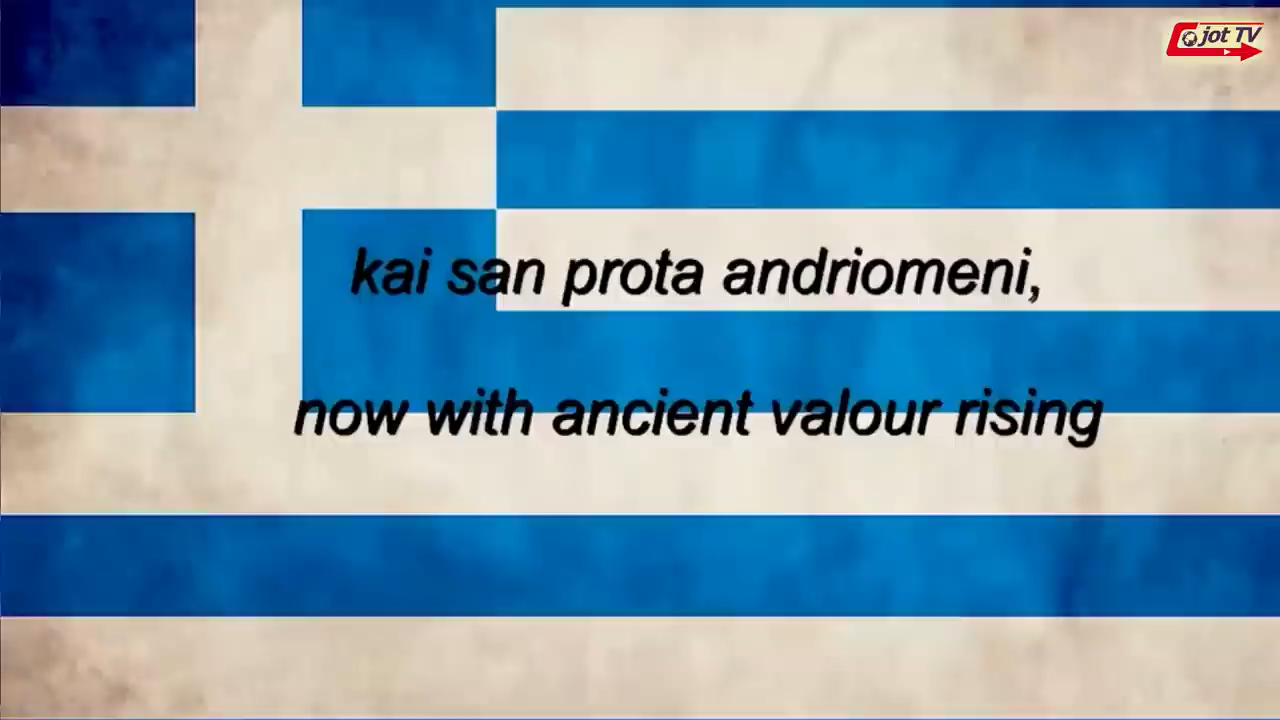 jot TV
kai san prota andriomeni,
now with ancient valour rising